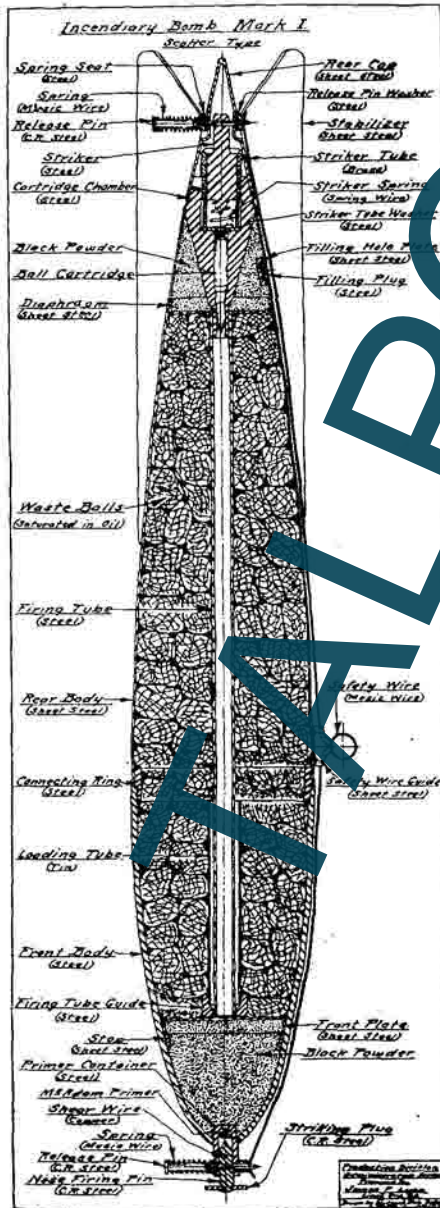 Incendiary Bomb Mark I.
Scatter Type
Spring Seat
(Steel)
Spring
(Music Wire)
Release Pin
(C.R. Steel)
Striker
(Steel)
Cartridge Chamber
(Steel)
Black Powder
Ball Cartridge
Diaphragm
(Sheet Steel)
Waste Balls
(Saturated in Oil)
Firing Tube
(Steel)
Rear Body
(Sheet Steel)
Connecting Ring
(Steel)
Loading Tube
(Tin)
Front Body
(Steel)
Firing Tube Guide
(Steel)
Stop
(Sheet Steel)
Primer Container
(Steel)
McAdam Primer
Shear Wire
(Copper)
Spring
(Music Wire)
Release Pin
(C.R. Steel)
Nose Firing Pin
(C.R. Steel)
Rear Cap
(Sheet Steel)
Release Pin Washer
(Steel)
Stabilizer
(Sheet Steel)
Striker Tube
(Brass)
Striker Spring
(Spring Wire)
Striker Tube Washer
(Steel)
Filling Hole Plate
(Sheet Steel)
Filling Plug
(Steel)
Safety Wire
(Music Wire)
Safety Wire Guide
(Sheet Steel)
Front Plate
(Sheet Steel)
Black Powder
Striking Plug
(C.R. Steel)
Production Division
TALBO